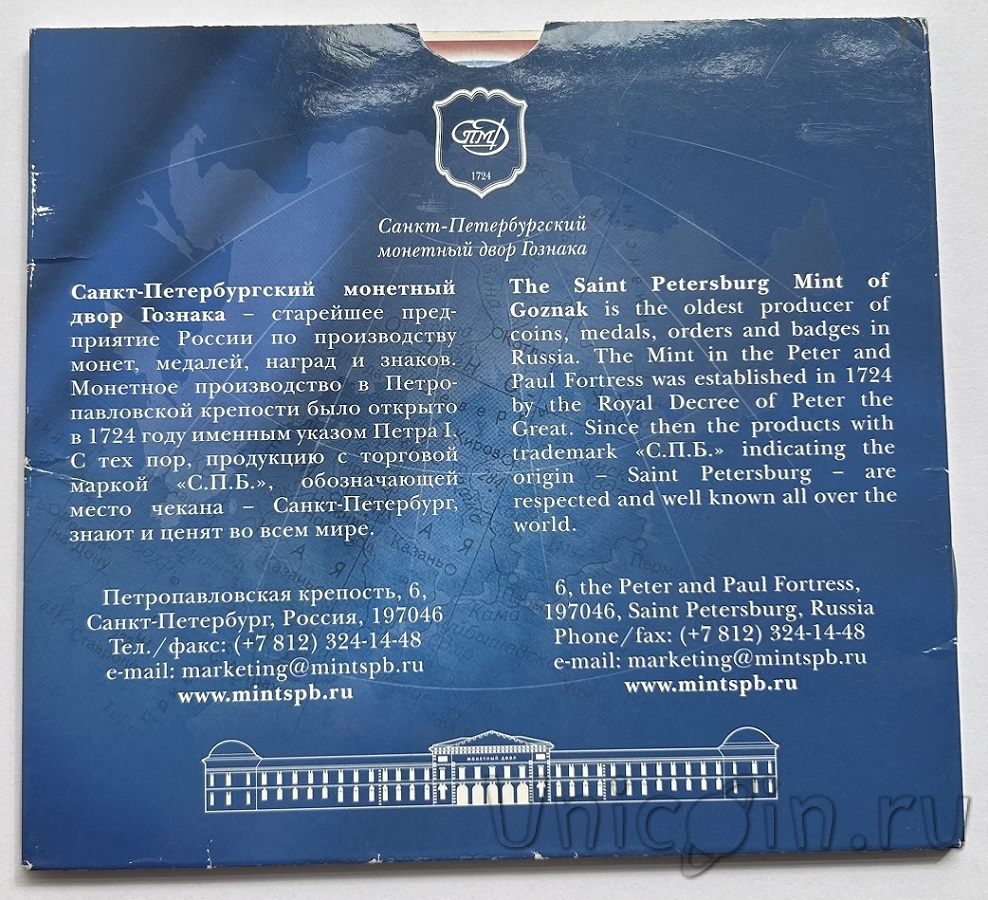 СПМД
1724
Санкт-Петербургский
монетный двор Гознака
Санкт-Петербургский монетный
двор Гознака – старейшее пред-
приятие России по производству
монет, медалей, наград и знаков.
Монетное производство в Петро-
павловской крепости было открыто
в 1724 году именным указом Петра I.
С тех пор, продукцию с торговой
маркой «С.П.Б.», обозначающей
место чекана – Санкт-Петербург,
знают и ценят во всем мире.
The Saint Petersburg Mint of
Goznak is the oldest producer of
coins, medals, orders and badges in
Russia. The Mint in the Peter and
Paul Fortress was established in 1724
by the Royal Decree of Peter the
Great. Since then the products with
trademark «С.П.Б.» indicating the
origin – Saint Petersburg – are
respected and well known all over the
world.
Петропавловская крепость, 6,
Санкт-Петербург, Россия, 197046
Тел./факс: (+7 812) 324-14-48
e-mail: marketing@mintspb.ru
www.mintspb.ru
6, the Peter and Paul Fortress,
197046, Saint Petersburg, Russia
Phone/fax: (+7 812) 324-14-48
e-mail: marketing@mintspb.ru
www.mintspb.ru
МОНЕТНЫЙ ДВОР
Unicoin.ru